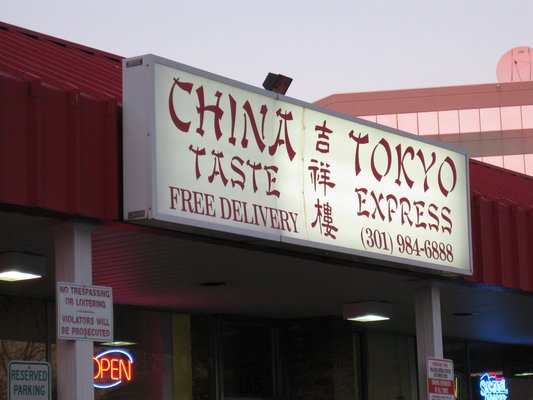 CHINA
TASTE
FREE DELIVERY
吉祥樓
TOKYO
EXPRESS
(301) 984-6888
NO TRESPASSING
OR LOITERING
VIOLATORS WILL
BE PROSECUTED
RESERVED
PARKING
OPEN